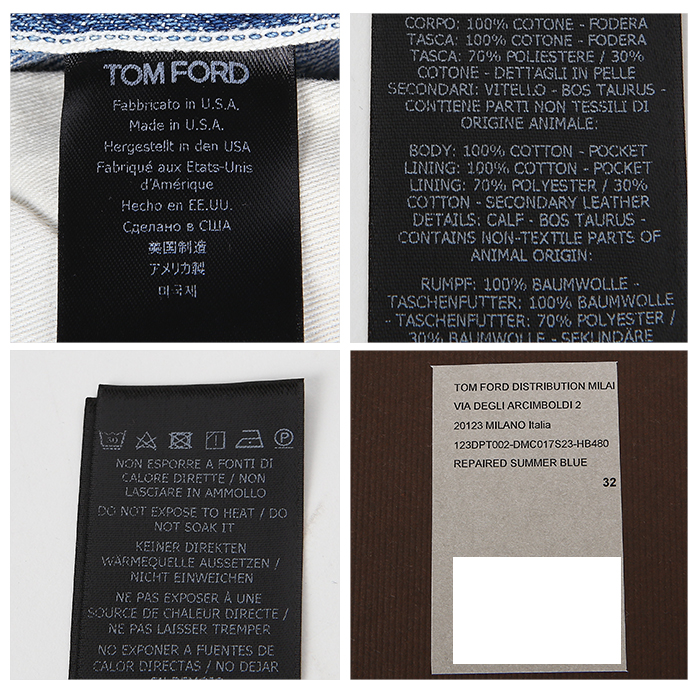 TOM FORD
Fabbricato in U.S.A.
Made in U.S.A.
Hergestellt in den USA
Fabriqué aux Etats-Unis
d'Amérique
Hecho en EE.UU.
Сделано в США
美国制造
アメリカ製
미국제
CORPO: 100% COTONE - FODERA
TASCA: 100% COTONE - FODERA
TASCA: 70% POLIESTERE / 30%
COTONE - DETTAGLI IN PELLE
SECONDARI: VITELLO - BOS TAURUS -
CONTIENE PARTI NON TESSILI DI
ORIGINE ANIMALE:
BODY: 100% COTTON - POCKET
LINING: 100% COTTON - POCKET
LINING: 70% POLYESTER / 30%
COTTON - SECONDARY LEATHER
DETAILS: CALF - BOS TAURUS -
CONTAINS NON-TEXTILE PARTS OF
ANIMAL ORIGIN:
RUMPF: 100% BAUMWOLLE -
TASCHENFUTTER: 100% BAUMWOLLE
- TASCHENFUTTER: 70% POLYESTER /
30% BAUMWOLLE - SEKUNDÄRE
NON ESPORRE A FONTI DI
CALORE DIRETTE / NON
LASCIARE IN AMMOLLO
DO NOT EXPOSE TO HEAT / DO
NOT SOAK IT
KEINER DIREKTEN
WÄRMEQUELLE AUSSETZEN /
NICHT EINWEICHEN
NE PAS EXPOSER À UNE
SOURCE DE CHALEUR DIRECTE /
NE PAS LAISSER TREMPER
NO EXPONER A FUENTES DE
CALOR DIRECTAS / NO DEJAR
EN REMOJO
TOM FORD DISTRIBUTION MILAI
VIA DEGLI ARCIMBOLDI 2
20123 MILANO Italia
123DPT002-DMC017S23-HB480
REPAIRED SUMMER BLUE
32